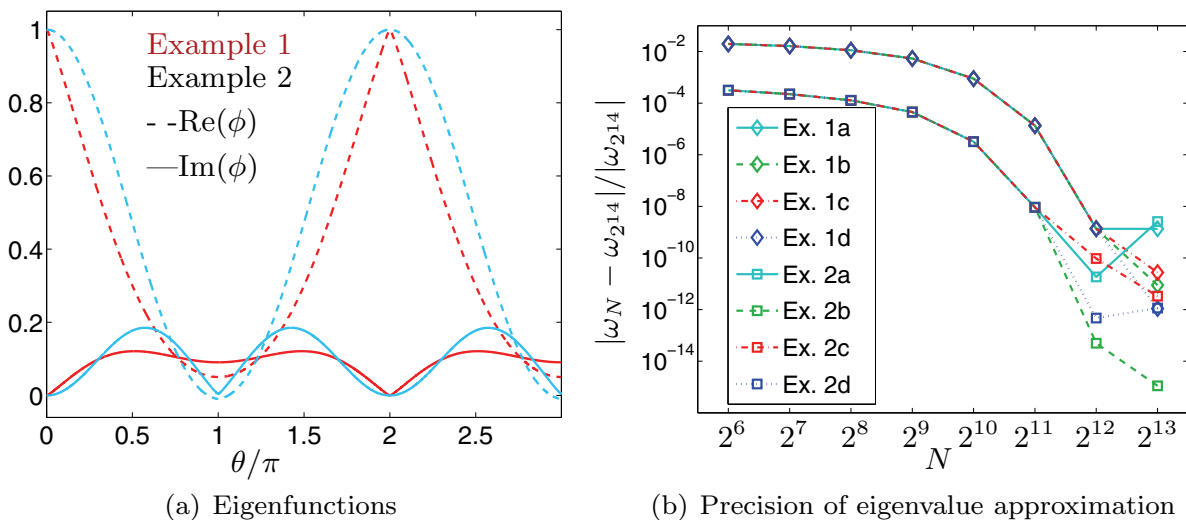 1
0.8
0.6
0.4
0.2
0
0
0.5
1
1.5
2
2.5
θ/π
Example 1
Example 2
- -Re(ϕ)
—Im(ϕ)
(a) Eigenfunctions
|ω_N − ω_{2^{14}}|/|ω_{2^{14}}|
10^{−2}
10^{−4}
10^{−6}
10^{−8}
10^{−10}
10^{−12}
10^{−14}
Ex. 1a
Ex. 1b
Ex. 1c
Ex. 1d
Ex. 2a
Ex. 2b
Ex. 2c
Ex. 2d
2^6
2^7
2^8
2^9
2^{10}
2^{11}
2^{12}
2^{13}
N
(b) Precision of eigenvalue approximation